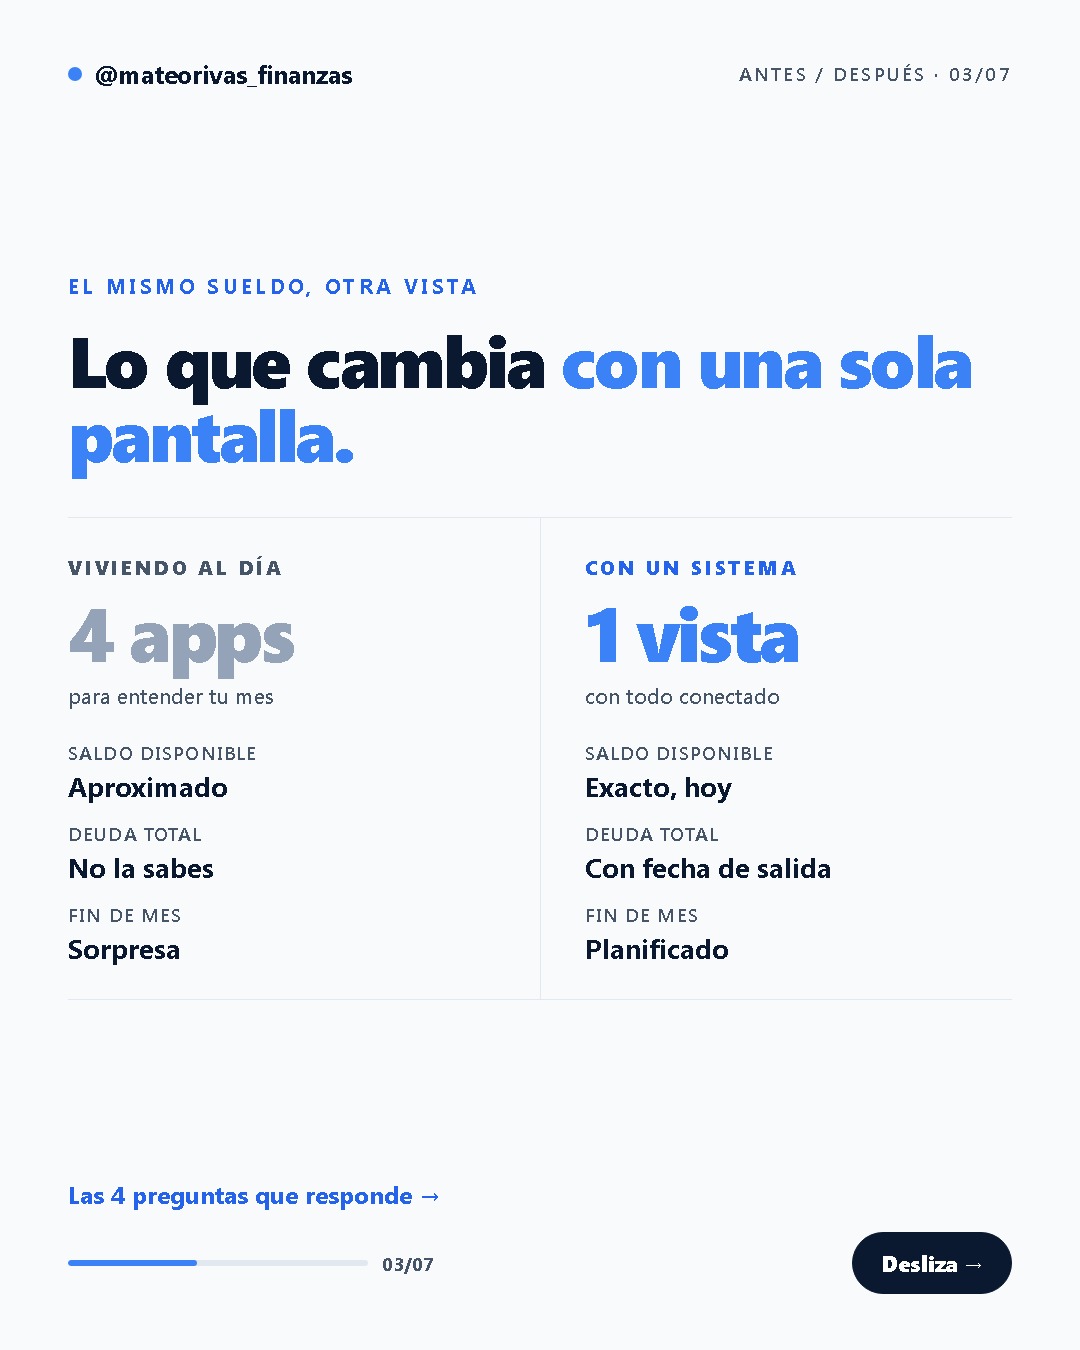 @mateorivas_finanzas
ANTES / DESPUÉS · 03/07
EL MISMO SUELDO, OTRA VISTA
Lo que cambia con una sola
pantalla.
VIVIENDO AL DÍA
4 apps
para entender tu mes
SALDO DISPONIBLE
Aproximado
DEUDA TOTAL
No la sabes
FIN DE MES
Sorpresa
CON UN SISTEMA
1 vista
con todo conectado
SALDO DISPONIBLE
Exacto, hoy
DEUDA TOTAL
Con fecha de salida
FIN DE MES
Planificado
Las 4 preguntas que responde →
03/07
Desliza →